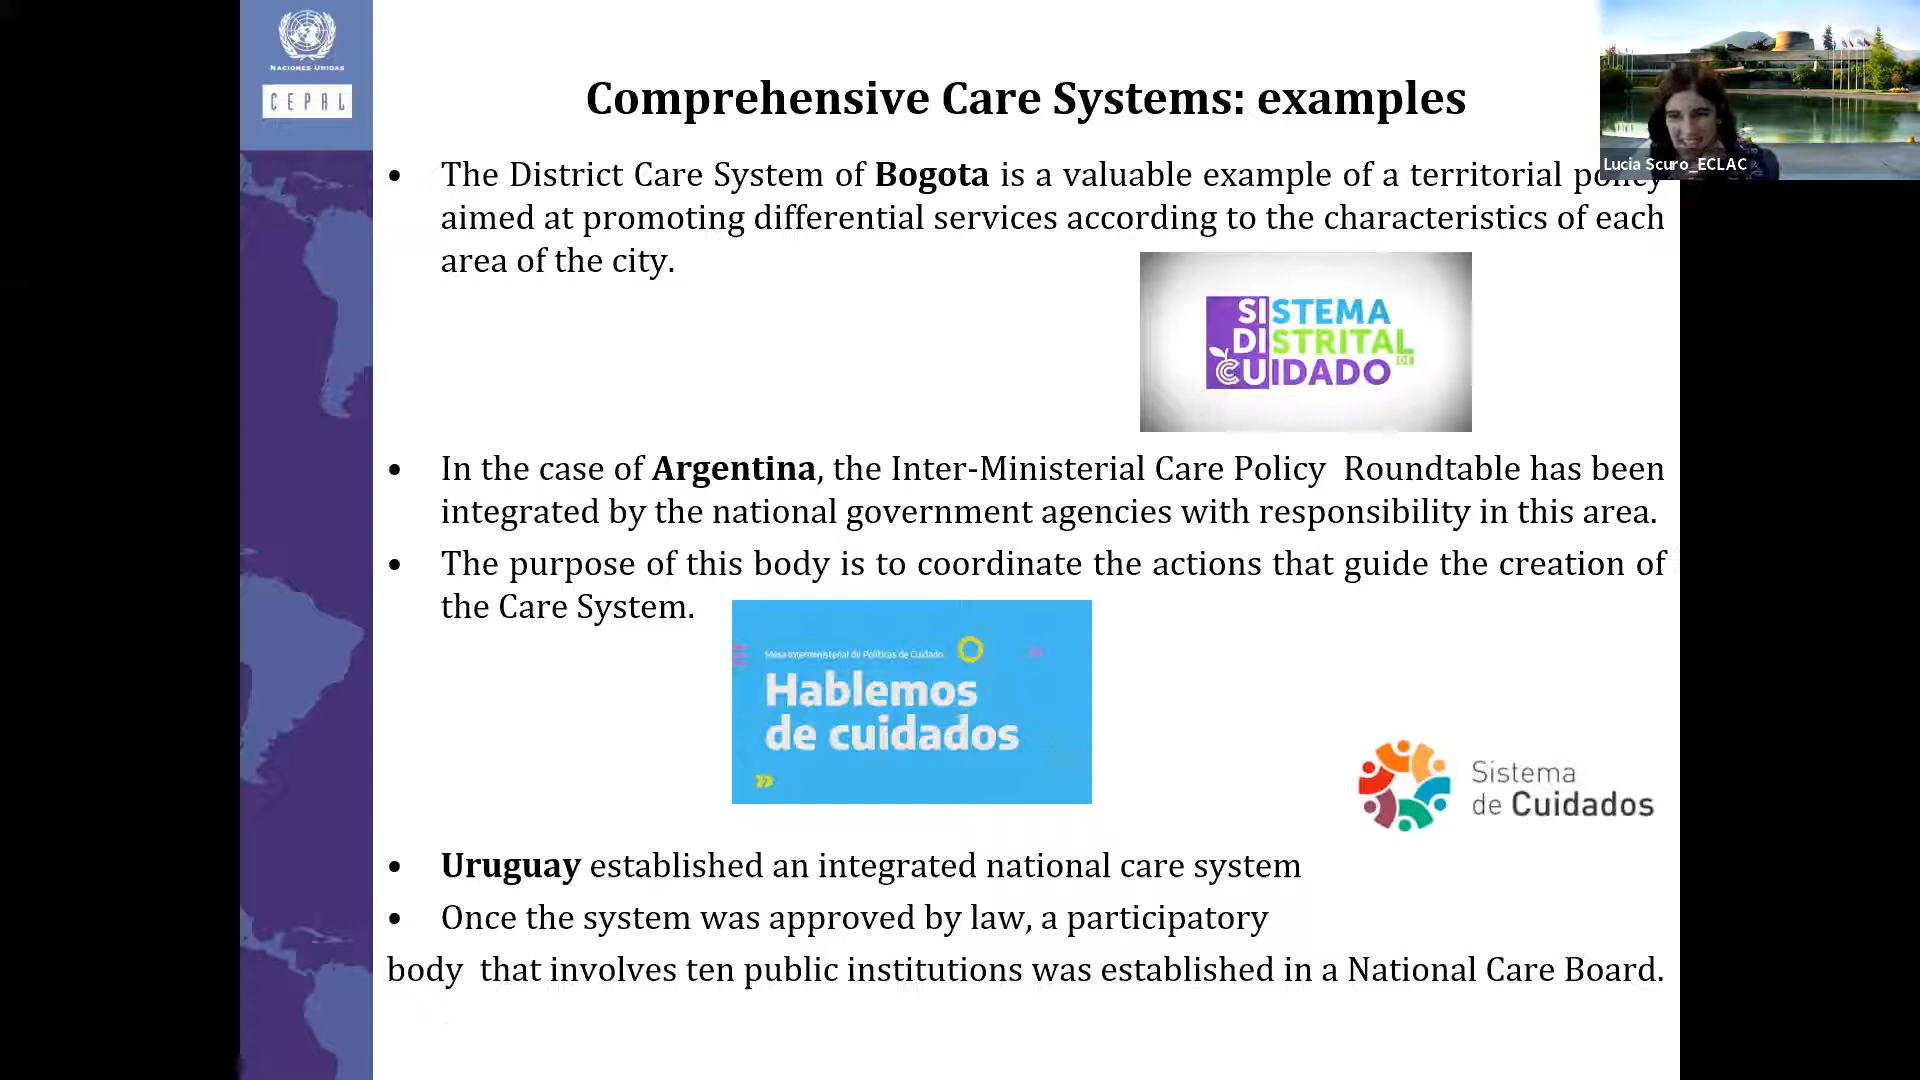 NACIONES UNIDAS
CEPAL
Comprehensive Care Systems: examples
Lucia Scuro_ECLAC
• The District Care System of Bogota is a valuable example of a territorial policy
aimed at promoting differential services according to the characteristics of each
area of the city.
SISTEMA
DISTRITAL
DE
CUIDADO
• In the case of Argentina, the Inter-Ministerial Care Policy Roundtable has been
integrated by the national government agencies with responsibility in this area.
• The purpose of this body is to coordinate the actions that guide the creation of
the Care System.
Mesa Interministerial de Políticas de Cuidado
Hablemos
de cuidados
Sistema
de Cuidados
• Uruguay established an integrated national care system
• Once the system was approved by law, a participatory
body that involves ten public institutions was established in a National Care Board.